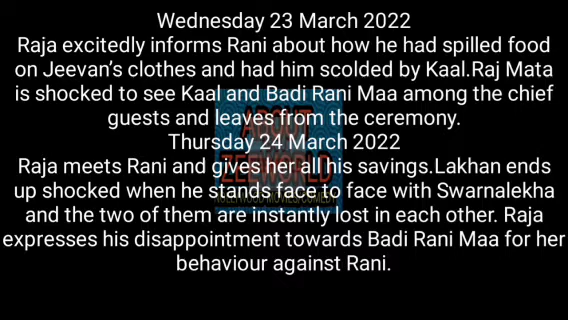 Wednesday 23 March 2022
Raja excitedly informs Rani about how he had spilled food
on Jeevan’s clothes and had him scolded by Kaal.Raj Mata
is shocked to see Kaal and Badi Rani Maa among the chief
guests and leaves from the ceremony.
Thursday 24 March 2022
Raja meets Rani and gives her all his savings.Lakhan ends
up shocked when he stands face to face with Swarnalekha
and the two of them are instantly lost in each other. Raja
expresses his disappointment towards Badi Rani Maa for her
behaviour against Rani.
ABOUT
ZEEWORLD